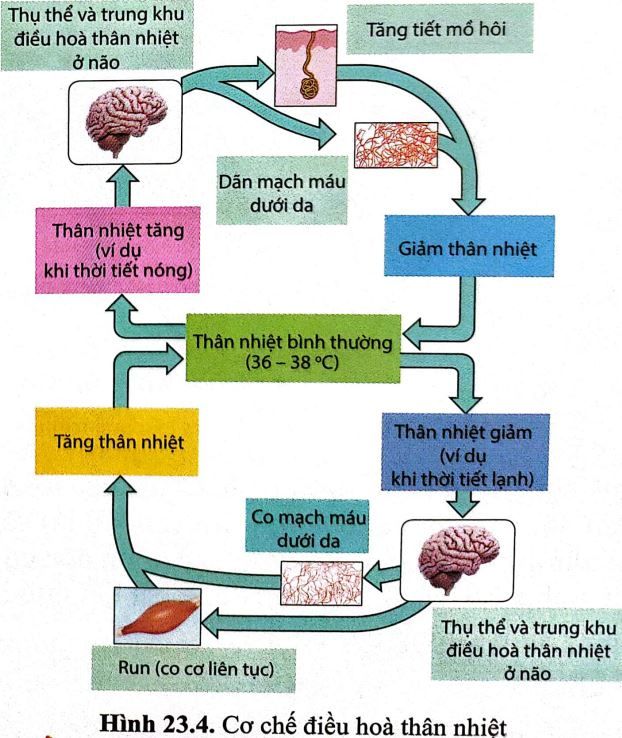 Thụ thể và trung khu
điều hoà thân nhiệt
ở não
Tăng tiết mồ hôi
Dãn mạch máu
dưới da
Thân nhiệt tăng
(ví dụ
khi thời tiết nóng)
Giảm thân nhiệt
Thân nhiệt bình thường
(36 – 38 °C)
Tăng thân nhiệt
Thân nhiệt giảm
(ví dụ
khi thời tiết lạnh)
Co mạch máu
dưới da
Thụ thể và trung khu
điều hoà thân nhiệt
ở não
Run (co cơ liên tục)
Hình 23.4. Cơ chế điều hoà thân nhiệt